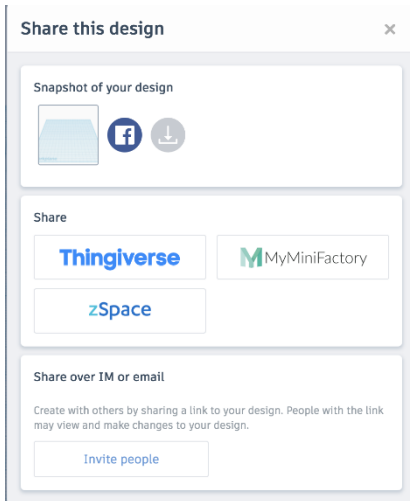 Share this design
Snapshot of your design
Share
Thingiverse
MyMiniFactory
zSpace
Share over IM or email
Create with others by sharing a link to your design. People with the link
may view and make changes to your design.
Invite people